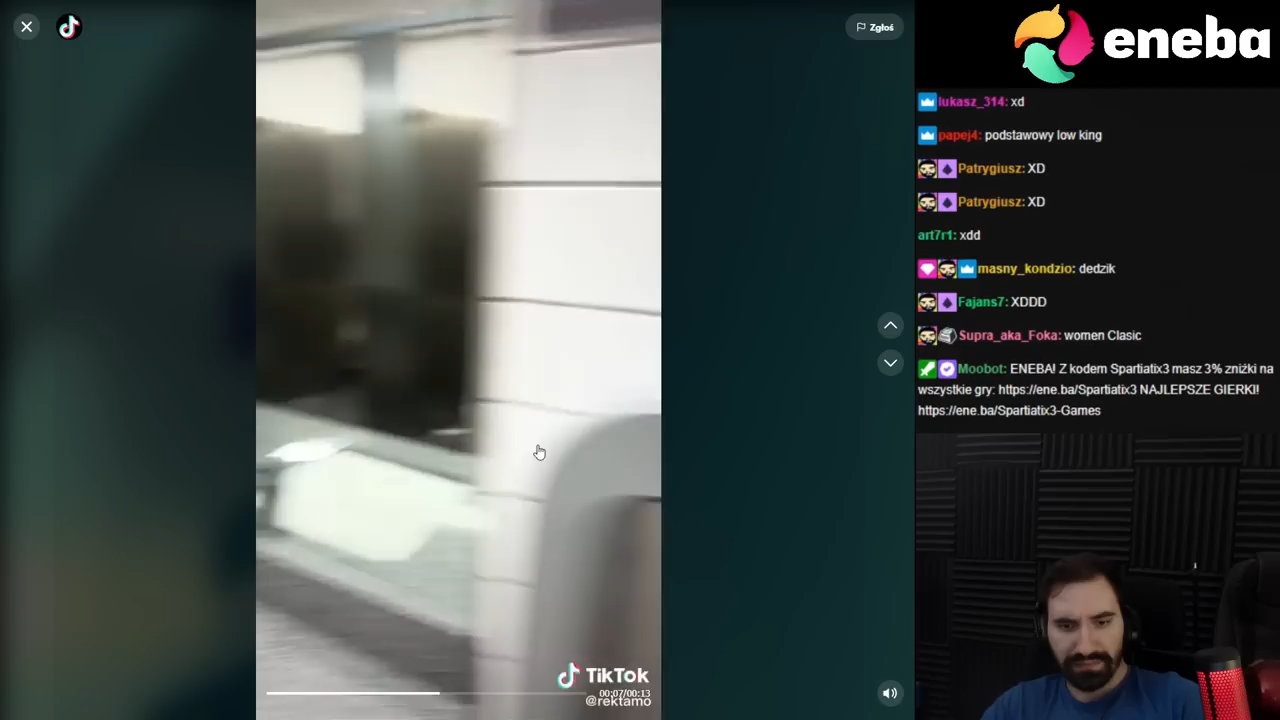 Zgłoś
eneba
lukasz_314: xd
papej4: podstawowy low king
Patrygiusz: XD
Patrygiusz: XD
art7r1: xdd
masny_kondzio: dedzik
Fajans7: XDDD
Supra_aka_Foka: women Clasic
Moobot: ENEBA! Z kodem Spartiatix3 masz 3% zniżki na
wszystkie gry: https://ene.ba/Spartiatix3 NAJLEPSZE GIERKI!
https://ene.ba/Spartiatix3-Games
TikTok
00:07/00:13
@rektamo